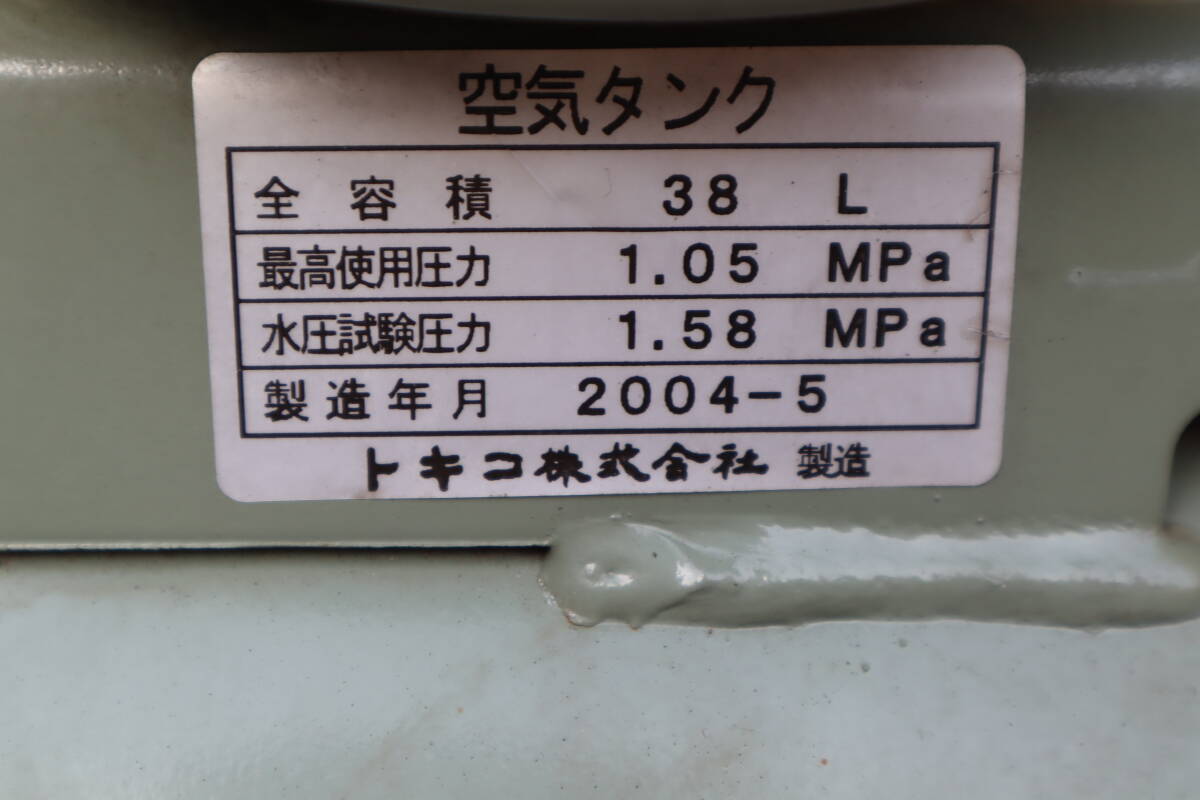 空気タンク
全容積 38 L
最高使用圧力 1.05 MPa
水圧試験圧力 1.58 MPa
製造年月 2004-5
トキコ株式会社 製造